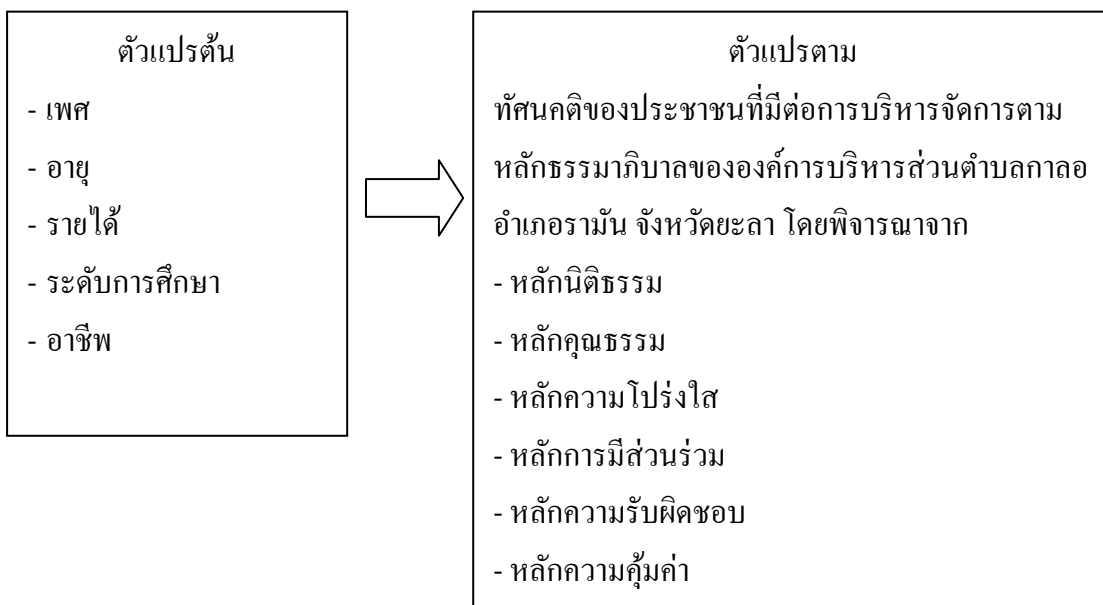 ตัวแปรต้น
- เพศ
- อายุ
- รายได้
- ระดับการศึกษา
- อาชีพ
ตัวแปรตาม
ทัศนคติของประชาชนที่มีต่อการบริหารจัดการตาม
หลักธรรมาภิบาลขององค์การบริหารส่วนตำบลกาลอ
อำเภอรามัน จังหวัดยะลา โดยพิจารณาจาก
- หลักนิติธรรม
- หลักคุณธรรม
- หลักความโปร่งใส
- หลักการมีส่วนร่วม
- หลักความรับผิดชอบ
- หลักความคุ้มค่า